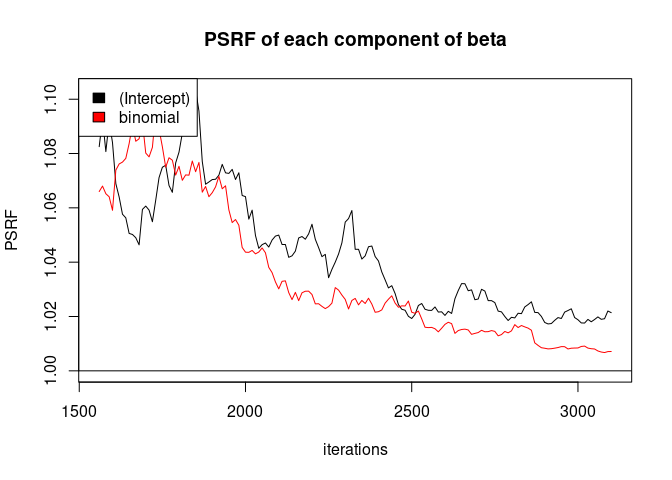 PSRF of each component of beta
(Intercept)
binomial
PSRF
1.10
1.08
1.06
1.04
1.02
1.00
1500 2000 2500 3000
iterations